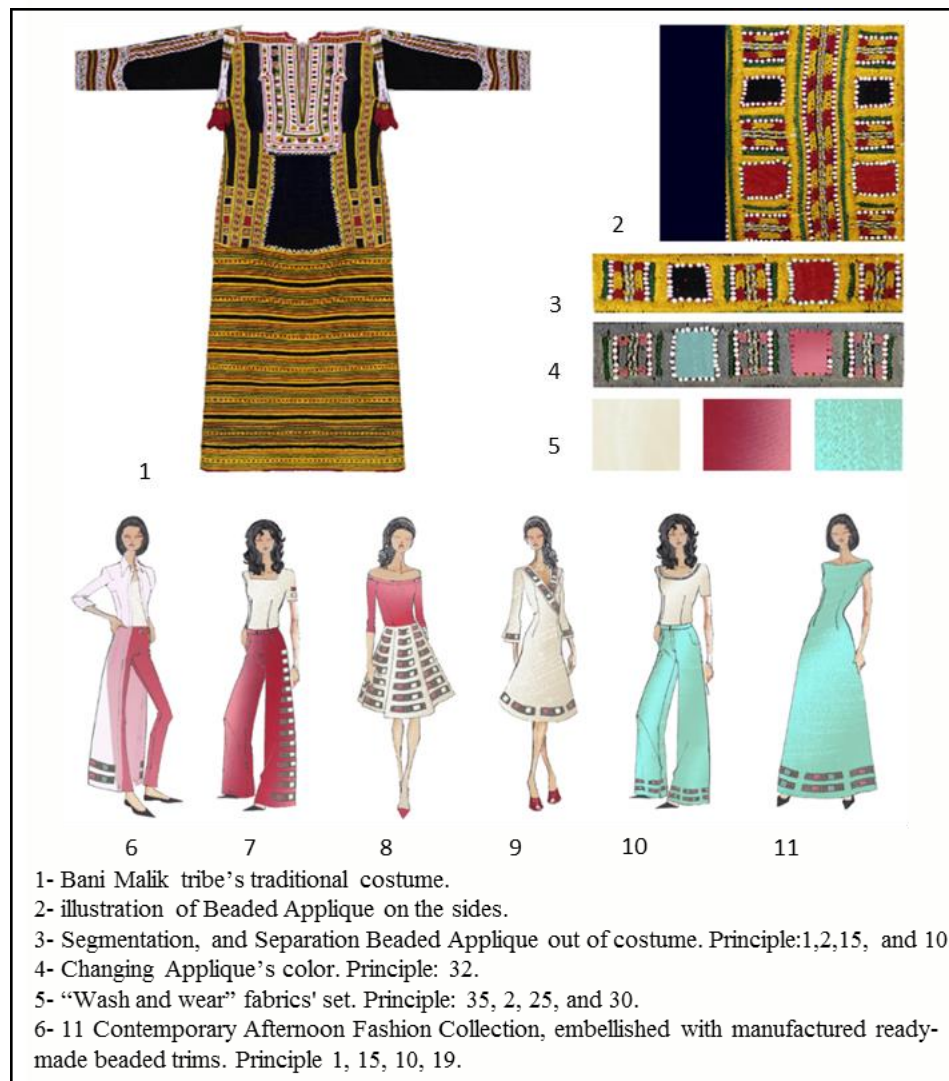 2
3
4
5
1
6 7 8 9 10 11
1- Bani Malik tribe’s traditional costume.
2- illustration of Beaded Applique on the sides.
3- Segmentation, and Separation Beaded Applique out of costume. Principle:1,2,15, and 10
4- Changing Applique’s color. Principle: 32.
5- “Wash and wear” fabrics' set. Principle: 35, 2, 25, and 30.
6- 11 Contemporary Afternoon Fashion Collection, embellished with manufactured ready-
made beaded trims. Principle 1, 15, 10, 19.